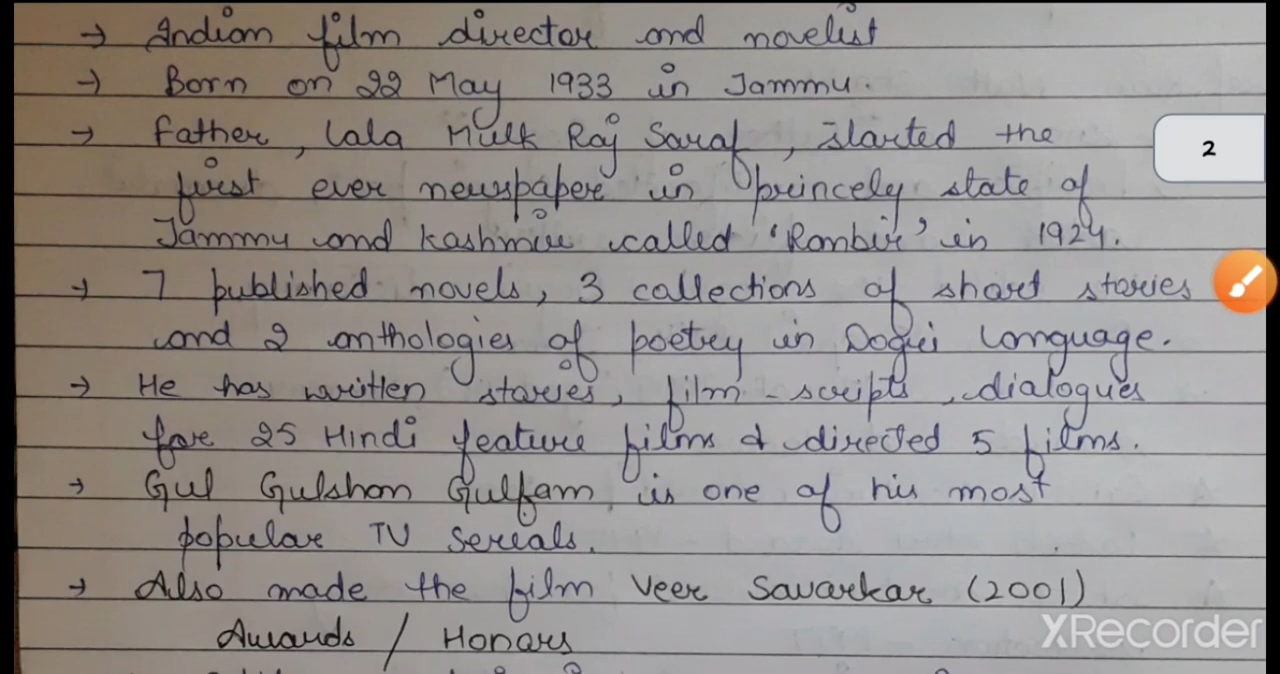 → Indian film director and novelist
→ Born on 22 May 1933 in Jammu.
→ Father, Lala Mulk Raj Saraf, started the
2
first ever newspaper in princely state of
Jammu and Kashmir called 'Ranbir' in 1924.
→ 7 published novels, 3 collections of short stories
and 2 anthologies of poetry in Dogri Language.
→ He has written stories, film-scripts, dialogues
for 25 Hindi feature films & directed 5 films.
→ Gul Gulshan Gulfam is one of his most
popular TV sereals.
→ Also made the film Veer Savarkar (2001)
Awards / Honors
XRecorder